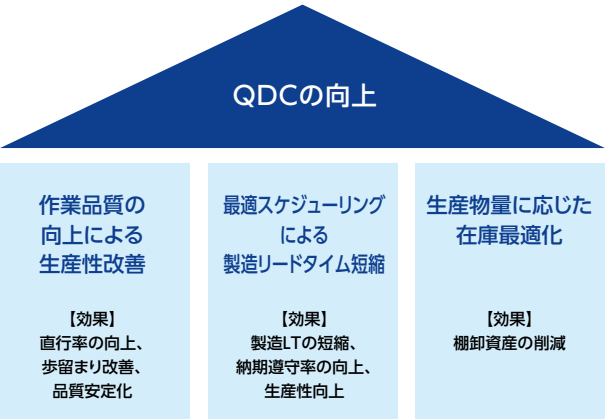 QDCの向上
作業品質の
向上による
生産性改善
【効果】
直行率の向上、
歩留まり改善、
品質安定化
最適スケジューリング
による
製造リードタイム短縮
【効果】
製造LTの短縮、
納期遵守率の向上、
生産性向上
生産物量に応じた
在庫最適化
【効果】
棚卸資産の削減